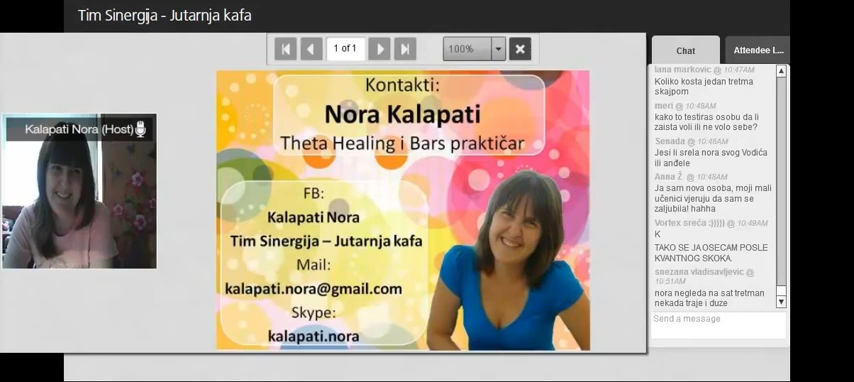 Tim Sinergija - Jutarnja kafa
1 of 1
100%
Kalapati Nora (Host)
Kontakti:
Nora Kalapati
Theta Healing i Bars praktičar
FB:
Kalapati Nora
Tim Sinergija – Jutarnja kafa
Mail:
kalapati.nora@gmail.com
Skype:
kalapati.nora
Chat
Attendee L...
lana markovic @ 10:47AM
Koliko kosta jedan tretma
skajpom
meri @ 10:48AM
kako to testiras osobu da li
zaista voli ili ne volo sebe?
Senada @ 10:48AM
Jesi li srela nora svog Vodića
ili anđele
Anna Ž @ 10:48AM
Ja sam nova osoba, moji mali
učenici vjeruju da sam se
zaljubila! hahha
Vortex sreća :))))) @ 10:49AM
K
TAKO SE JA OSECAM POSLE
KVANTNOG SKOKA.
snezana vladisavljevic @
10:51AM
nora negleda na sat tretman
nekada traje i duze
Send a message